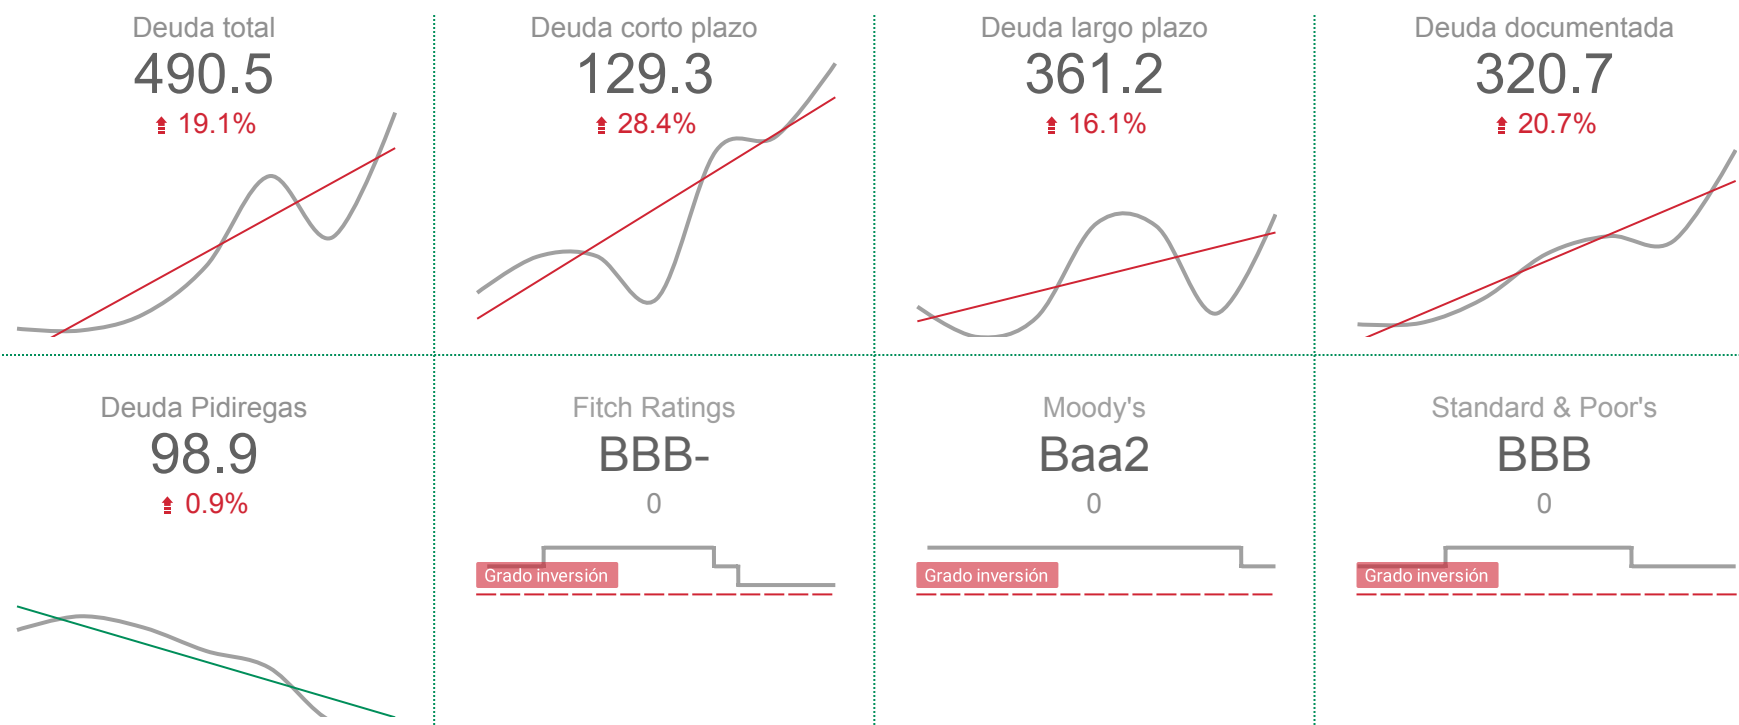 Deuda total
490.5
19.1%
Deuda corto plazo
129.3
28.4%
Deuda largo plazo
361.2
16.1%
Deuda documentada
320.7
20.7%
Deuda Pidiregas
98.9
0.9%
Fitch Ratings
BBB-
0
Grado inversión
Moody's
Baa2
0
Grado inversión
Standard & Poor's
BBB
0
Grado inversión